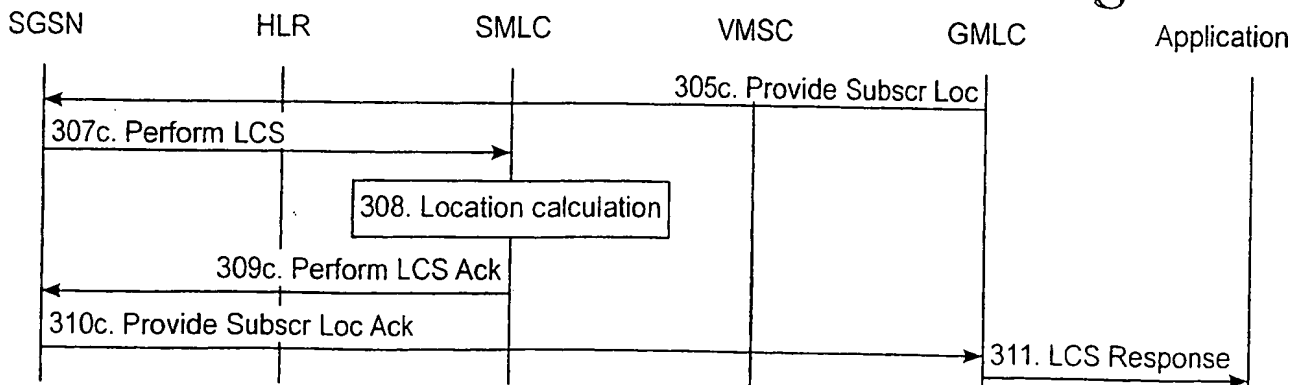 SGSN HLR SMLC VMSC GMLC Application
305c. Provide Subscr Loc
307c. Perform LCS
308. Location calculation
309c. Perform LCS Ack
310c. Provide Subscr Loc Ack
311. LCS Response